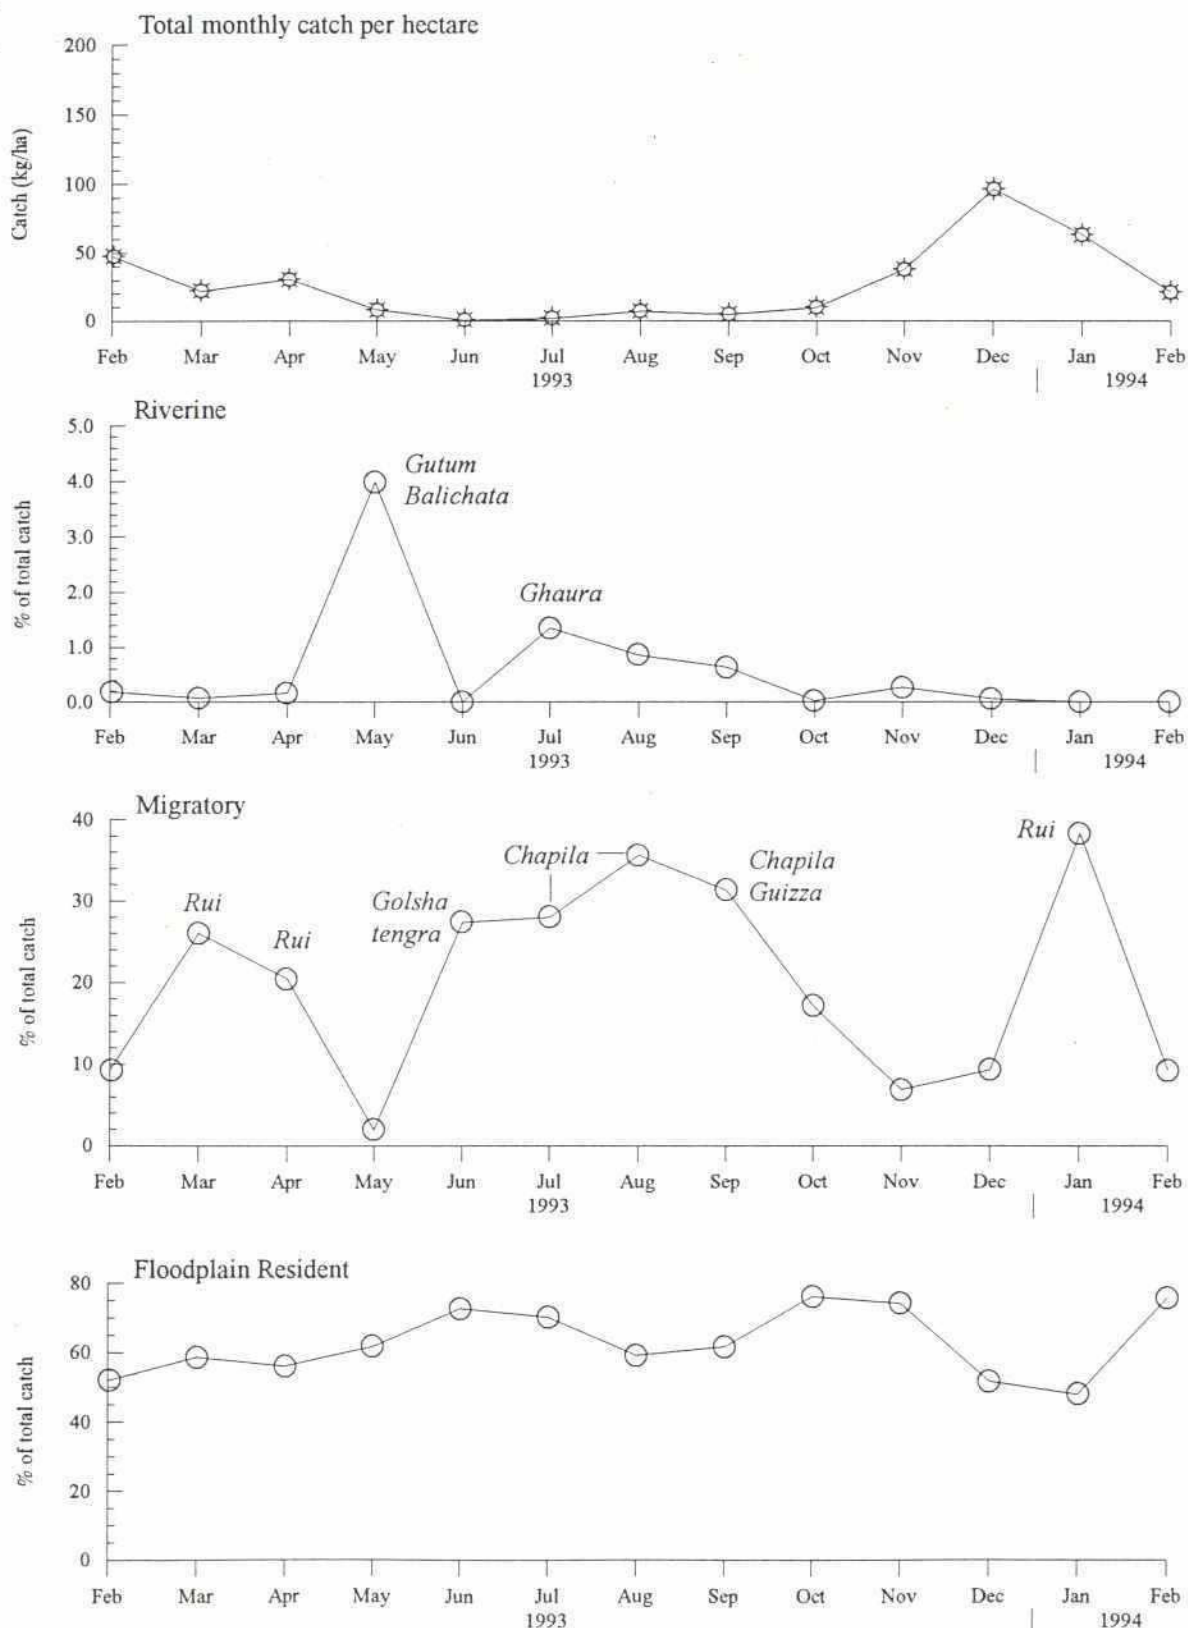 Total monthly catch per hectare
200
150
100
50
0
Catch (kg/ha)
Feb Mar Apr May Jun Jul Aug Sep Oct Nov Dec Jan Feb
1993 1994
Riverine
5.0
4.0
3.0
2.0
1.0
0.0
% of total catch
Gutum
Balichata
Ghaura
Feb Mar Apr May Jun Jul Aug Sep Oct Nov Dec Jan Feb
1993 1994
Migratory
40
30
20
10
0
% of total catch
Rui
Rui
Golsha
tengra
Chapila
Chapila
Guizza
Rui
Feb Mar Apr May Jun Jul Aug Sep Oct Nov Dec Jan Feb
1993 1994
Floodplain Resident
80
60
40
20
0
% of total catch
Feb Mar Apr May Jun Jul Aug Sep Oct Nov Dec Jan Feb
1993 1994